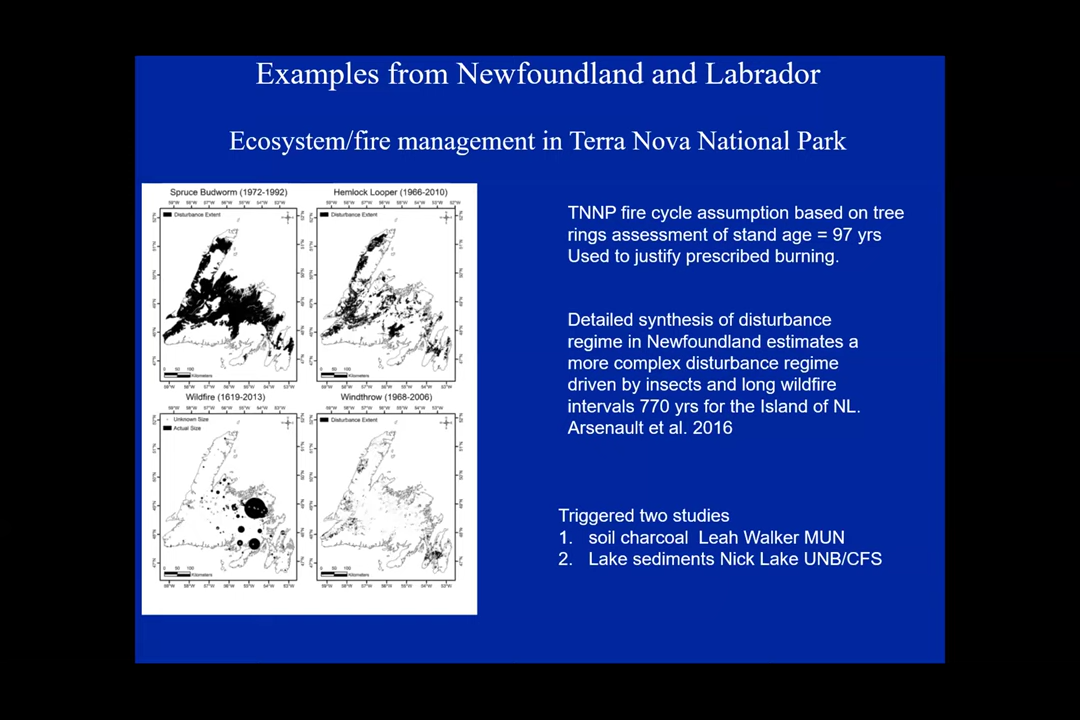 Examples from Newfoundland and Labrador
Ecosystem/fire management in Terra Nova National Park
Spruce Budworm (1972-1992)
Disturbance Extent
Kilometers
Hemlock Looper (1966-2010)
Disturbance Extent
Kilometers
Wildfire (1619-2013)
Unknown Size
Actual Size
Kilometers
Windthrow (1968-2006)
Disturbance Extent
Kilometers
TNNP fire cycle assumption based on tree
rings assessment of stand age = 97 yrs
Used to justify prescribed burning.
Detailed synthesis of disturbance
regime in Newfoundland estimates a
more complex disturbance regime
driven by insects and long wildfire
intervals 770 yrs for the Island of NL.
Arsenault et al. 2016
Triggered two studies
1. soil charcoal Leah Walker MUN
2. Lake sediments Nick Lake UNB/CFS